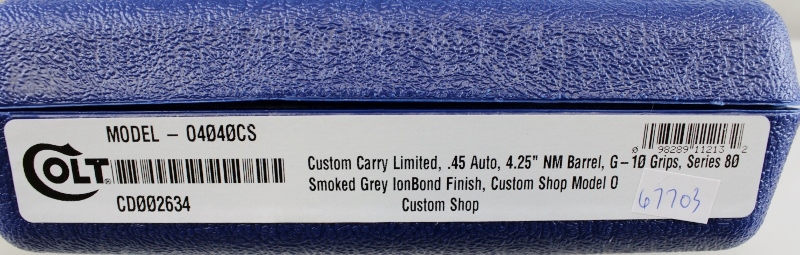 MODEL - 04040CS
COLT
CD002634
Custom Carry Limited, .45 Auto, 4.25" NM Barrel, G-10 Grips, Series 80
Smoked Grey IonBond Finish, Custom Shop Model O
Custom Shop
0 98289 11213 2
67703